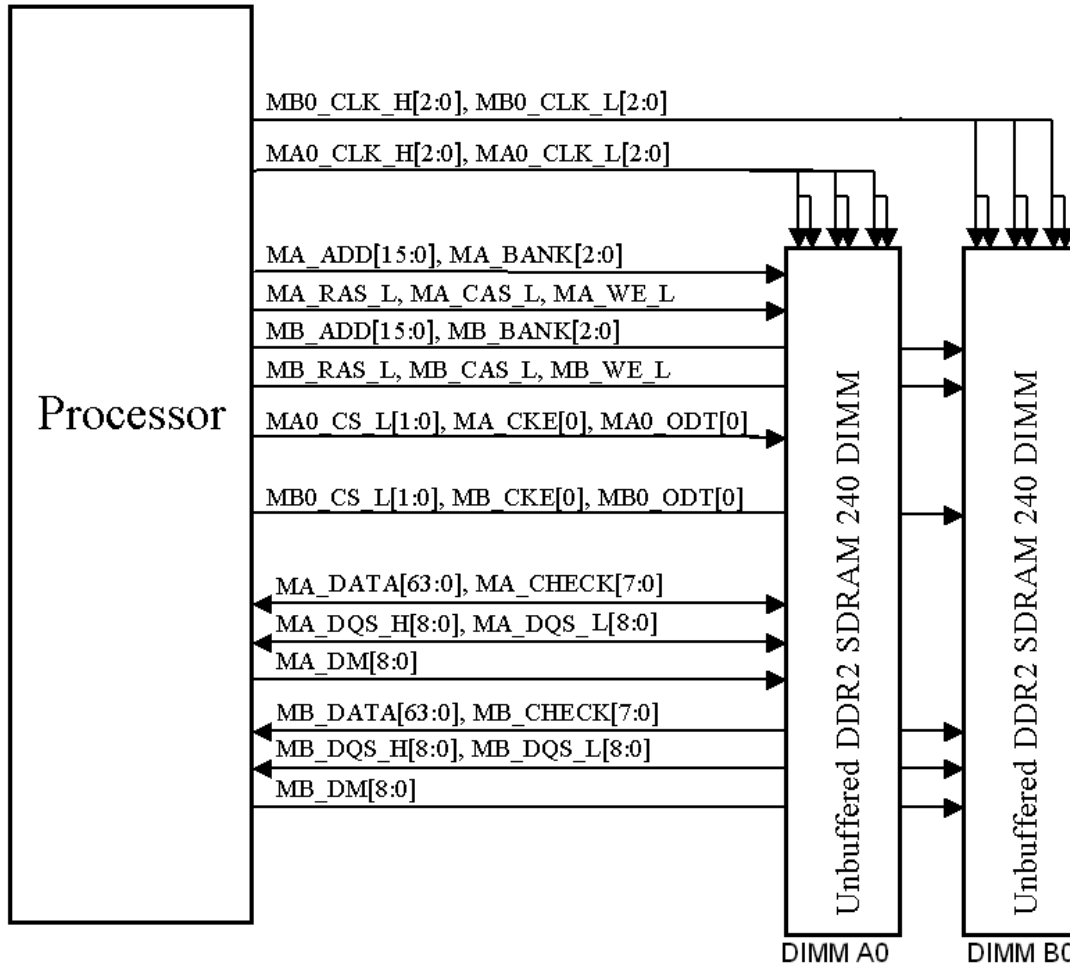 MB0_CLK_H[2:0], MB0_CLK_L[2:0]
MA0_CLK_H[2:0], MA0_CLK_L[2:0]
MA_ADD[15:0], MA_BANK[2:0]
MA_RAS_L, MA_CAS_L, MA_WE_L
MB_ADD[15:0], MB_BANK[2:0]
MB_RAS_L, MB_CAS_L, MB_WE_L
Processor
MA0_CS_L[1:0], MA_CKE[0], MA0_ODT[0]
MB0_CS_L[1:0], MB_CKE[0], MB0_ODT[0]
MA_DATA[63:0], MA_CHECK[7:0]
MA_DQS_H[8:0], MA_DQS_L[8:0]
MA_DM[8:0]
MB_DATA[63:0], MB_CHECK[7:0]
MB_DQS_H[8:0], MB_DQS_L[8:0]
MB_DM[8:0]
Unbuffered DDR2 SDRAM 240 DIMM
Unbuffered DDR2 SDRAM 240 DIMM
DIMM A0
DIMM B0